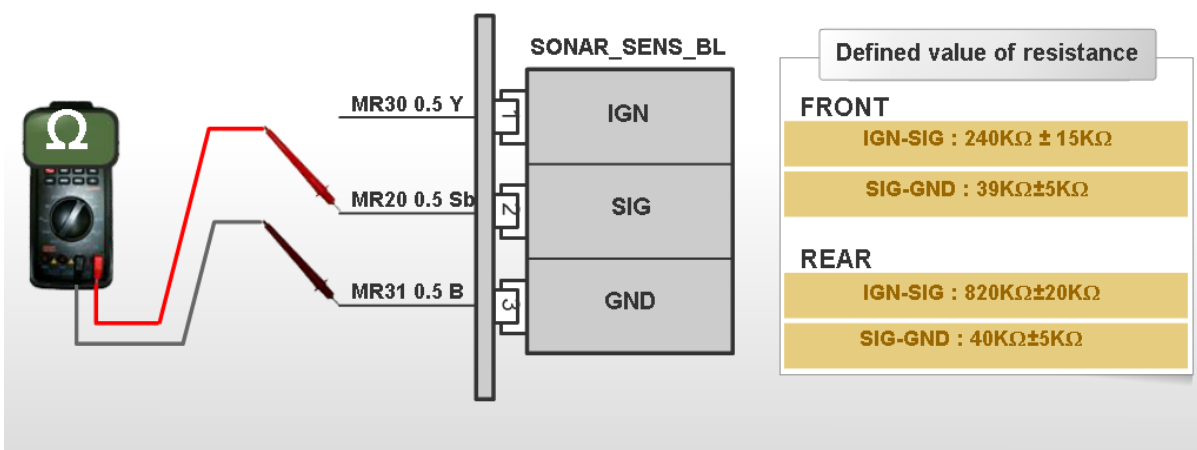 SONAR_SENS_BL
Ω
MR30 0.5 Y
1
IGN
MR20 0.5 Sb
2
SIG
MR31 0.5 B
3
GND
Defined value of resistance
FRONT
IGN-SIG : 240KΩ ± 15KΩ
SIG-GND : 39KΩ±5KΩ
REAR
IGN-SIG : 820KΩ±20KΩ
SIG-GND : 40KΩ±5KΩ